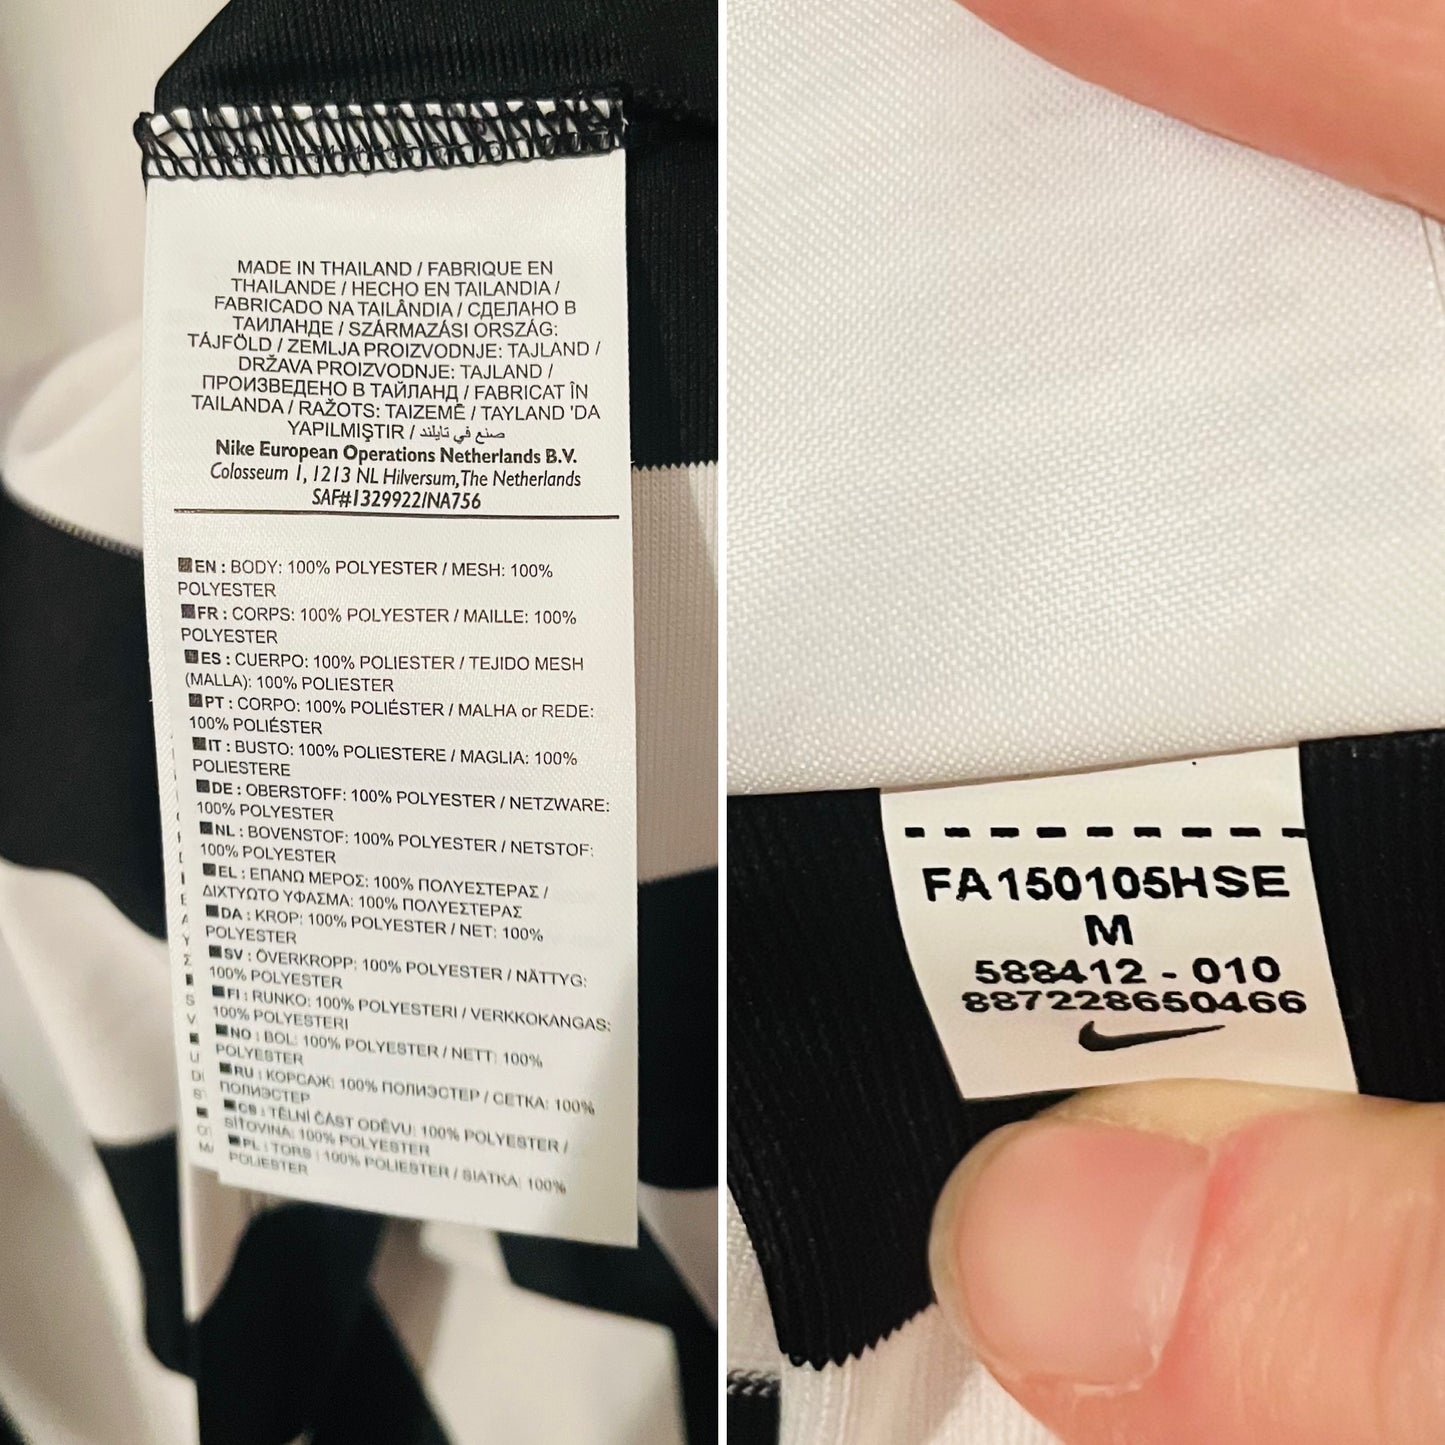 MADE IN THAILAND / FABRIQUE EN
THAILANDE / HECHO EN TAILANDIA /
FABRICADO NA TAILÂNDIA / СДЕЛАНО В
ТАИЛАНДЕ / SZÁRMAZÁSI ORSZÁG:
TÁJFÖLD / ZEMLJA PROIZVODNJE: TAJLAND /
DRŽAVA PROIZVODNJE: TAJLAND /
ПРОИЗВЕДЕНО В ТАЙЛАНД / FABRICAT ÎN
TAILANDA / RAŽOTS: TAIZEMĒ / TAYLAND 'DA
YAPILMIŞTIR / صنع في تايلند
Nike European Operations Netherlands B.V.
Colosseum 1, 1213 NL Hilversum,The Netherlands
SAF#1329922/NA756
EN : BODY: 100% POLYESTER / MESH: 100%
POLYESTER
FR : CORPS: 100% POLYESTER / MAILLE: 100%
POLYESTER
ES : CUERPO: 100% POLIESTER / TEJIDO MESH
(MALLA): 100% POLIESTER
PT : CORPO: 100% POLIÉSTER / MALHA or REDE:
100% POLIÉSTER
IT : BUSTO: 100% POLIESTERE / MAGLIA: 100%
POLIESTERE
DE : OBERSTOFF: 100% POLYESTER / NETZWARE:
100% POLYESTER
NL : BOVENSTOF: 100% POLYESTER / NETSTOF:
100% POLYESTER
EL : ΕΠΑΝΩ ΜΕΡΟΣ: 100% ΠΟΛΥΕΣΤΕΡΑΣ /
ΔΙΧΤΥΩΤΟ ΥΦΑΣΜΑ: 100% ΠΟΛΥΕΣΤΕΡΑΣ
DA : KROP: 100% POLYESTER / NET: 100%
POLYESTER
SV : ÖVERKROPP: 100% POLYESTER / NÄTTYG:
100% POLYESTER
FI : RUNKO: 100% POLYESTERI / VERKKOKANGAS:
100% POLYESTERI
NO : BOL: 100% POLYESTER / NETT: 100%
POLYESTER
RU : КОРСАЖ: 100% ПОЛИЭСТЕР / СЕТКА: 100%
ПОЛИЭСТЕР
CS : TĚLNÍ ČÁST ODĚVU: 100% POLYESTER /
SÍŤOVINA: 100% POLYESTER
PL : TORS : 100% POLIESTER / SIATKA: 100%
POLIESTER
FA150105HSE
M
588412 - 010
887228650466